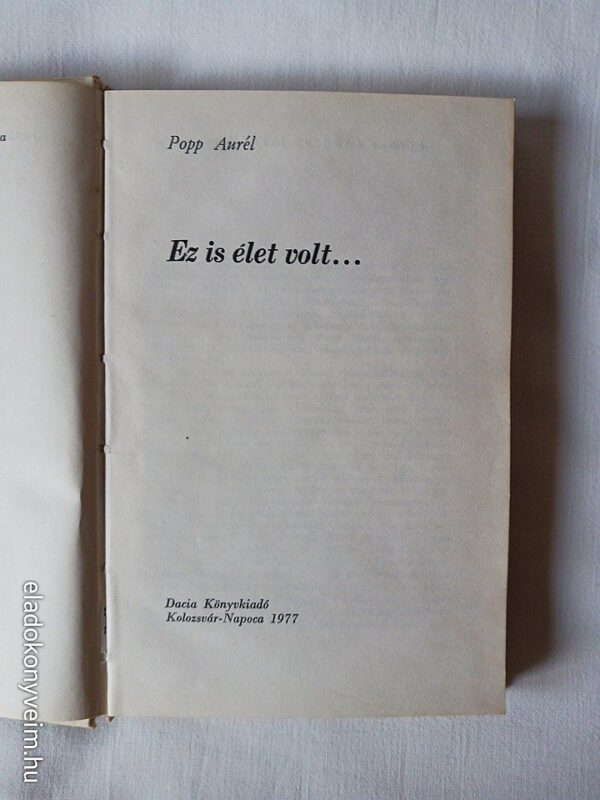 a
Popp Aurél
Ez is élet volt...
Dacia Könyvkiadó
Kolozsvár-Napoca 1977
eladokonyveim.hu